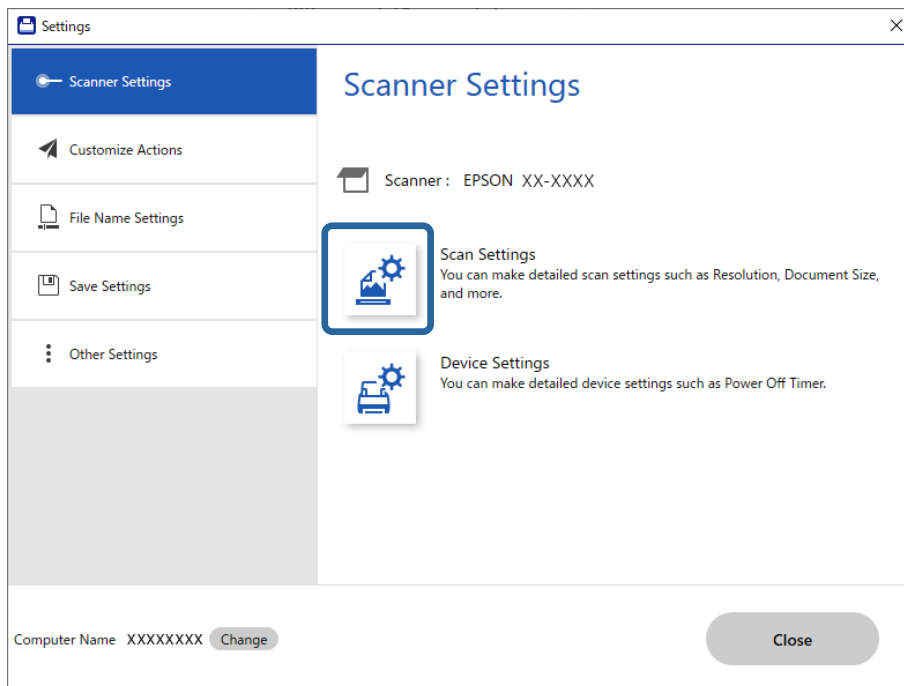 Settings
Scanner Settings
Customize Actions
File Name Settings
Save Settings
Other Settings
Scanner Settings
Scanner : EPSON XX-XXXX
Scan Settings
You can make detailed scan settings such as Resolution, Document Size,
and more.
Device Settings
You can make detailed device settings such as Power Off Timer.
Computer Name XXXXXXXX Change
Close